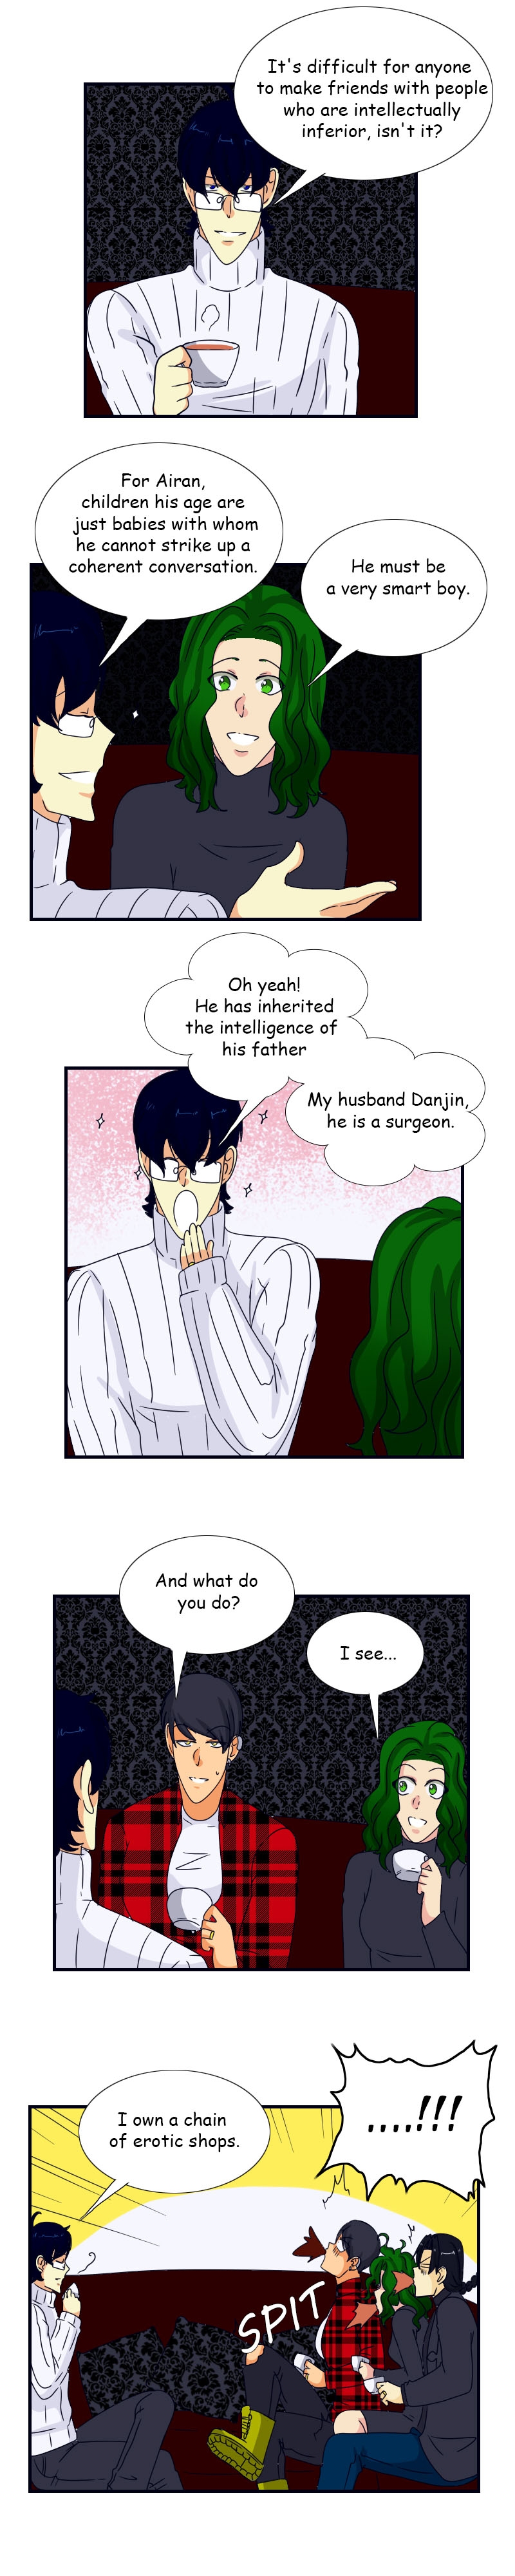 It's difficult for anyone
to make friends with people
who are intellectually
inferior, isn't it?
For Airan,
children his age are
just babies with whom
he cannot strike up a
coherent conversation.
He must be
a very smart boy.
Oh yeah!
He has inherited
the intelligence of
his father
My husband Danjin,
he is a surgeon.
And what do
you do?
I see...
I own a chain
of erotic shops.
....!!!
SPIT